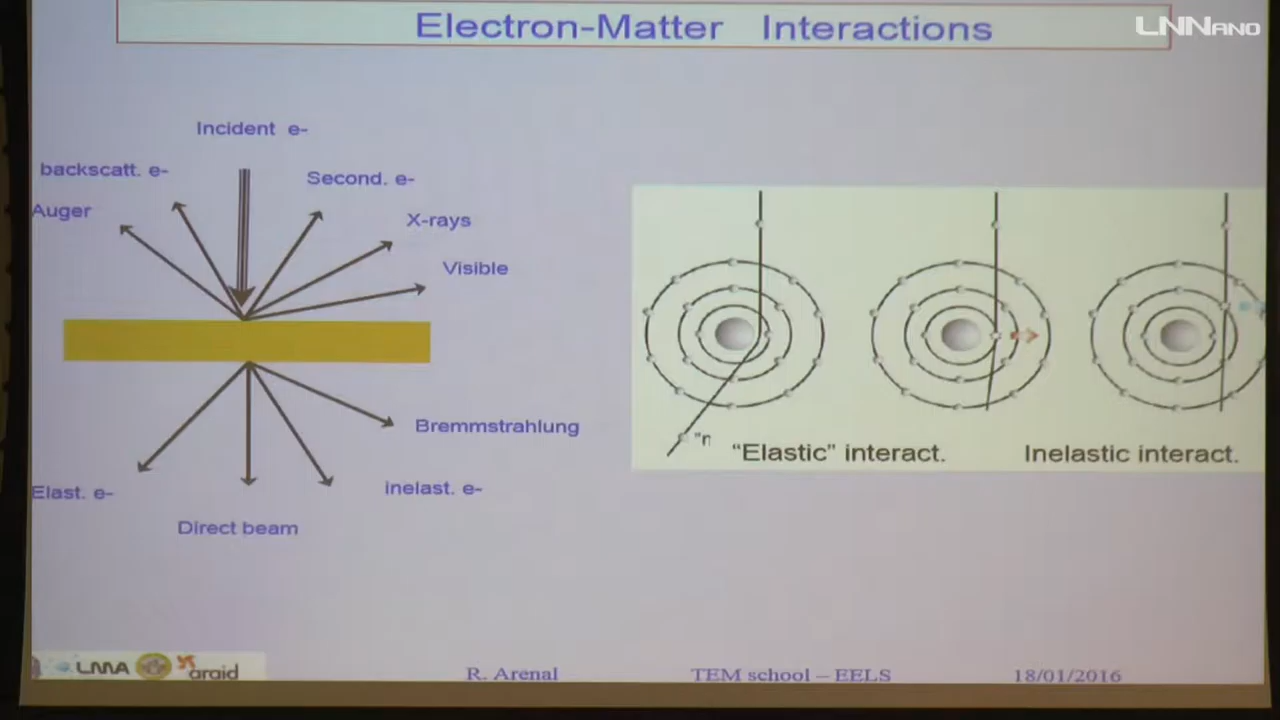 Electron-Matter Interactions
LNNANO
Incident e-
backscatt. e-
Second. e-
Auger
X-rays
Visible
Bremmstrahlung
Elast. e-
inelast. e-
Direct beam
"n
"Elastic" interact.
Inelastic interact.
LMA
araid
R. Arenal
TEM school – EELS
18/01/2016